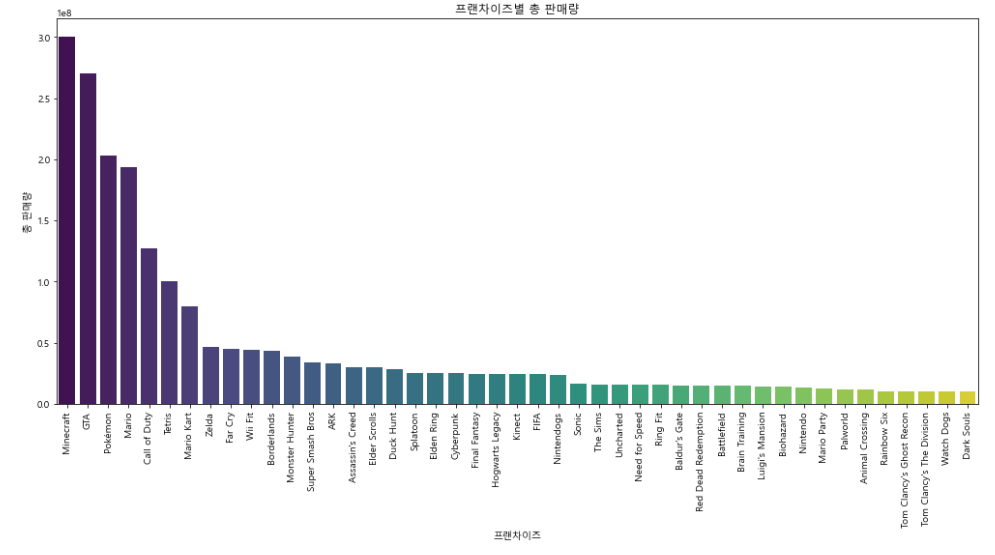 프랜차이즈별 총 판매량
1e8
3.0
2.5
2.0
1.5
1.0
0.5
0.0
총 판매량
Minecraft
GTA
Pokémon
Mario
Call of Duty
Tetris
Mario Kart
Zelda
Far Cry
Wii Fit
Borderlands
Monster Hunter
Super Smash Bros
ARK
Assassin's Creed
Elder Scrolls
Duck Hunt
Splatoon
Elden Ring
Cyberpunk
Final Fantasy
Hogwarts Legacy
Kinect
FIFA
Nintendogs
Sonic
The Sims
Uncharted
Need for Speed
Ring Fit
Baldur's Gate
Red Dead Redemption
Battlefield
Brain Training
Luigi's Mansion
Biohazard
Nintendo
Mario Party
Palworld
Animal Crossing
Rainbow Six
Tom Clancy's Ghost Recon
Tom Clancy's The Division
Watch Dogs
Dark Souls
프랜차이즈